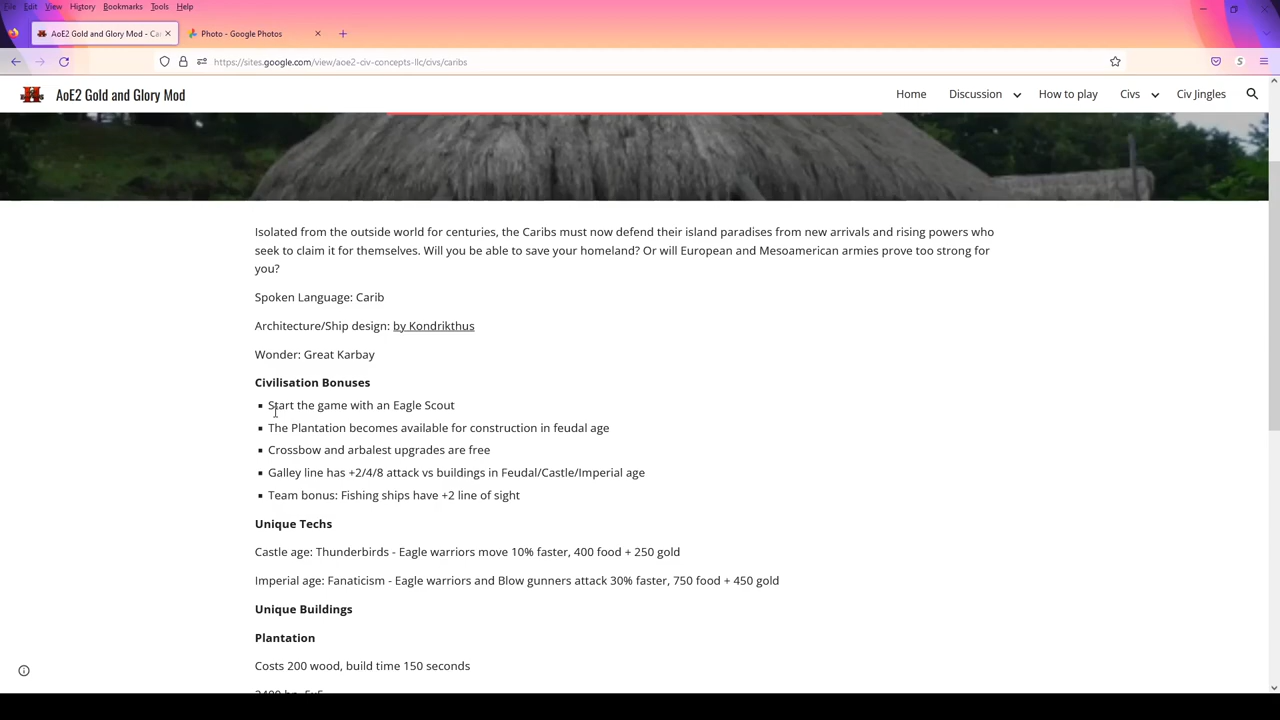 File Edit View History Bookmarks Tools Help
AoE2 Gold and Glory Mod - Ca
Photo - Google Photos
https://sites.google.com/view/aoe2-civ-concepts-llc/civs/caribs
AoE2 Gold and Glory Mod
Home Discussion How to play Civs Civ Jingles
Isolated from the outside world for centuries, the Caribs must now defend their island paradises from new arrivals and rising powers who
seek to claim it for themselves. Will you be able to save your homeland? Or will European and Mesoamerican armies prove too strong for
you?
Spoken Language: Carib
Architecture/Ship design: by Kondrikthus
Wonder: Great Karbay
Civilisation Bonuses
Start the game with an Eagle Scout
The Plantation becomes available for construction in feudal age
Crossbow and arbalest upgrades are free
Galley line has +2/4/8 attack vs buildings in Feudal/Castle/Imperial age
Team bonus: Fishing ships have +2 line of sight
Unique Techs
Castle age: Thunderbirds - Eagle warriors move 10% faster, 400 food + 250 gold
Imperial age: Fanaticism - Eagle warriors and Blow gunners attack 30% faster, 750 food + 450 gold
Unique Buildings
Plantation
Costs 200 wood, build time 150 seconds